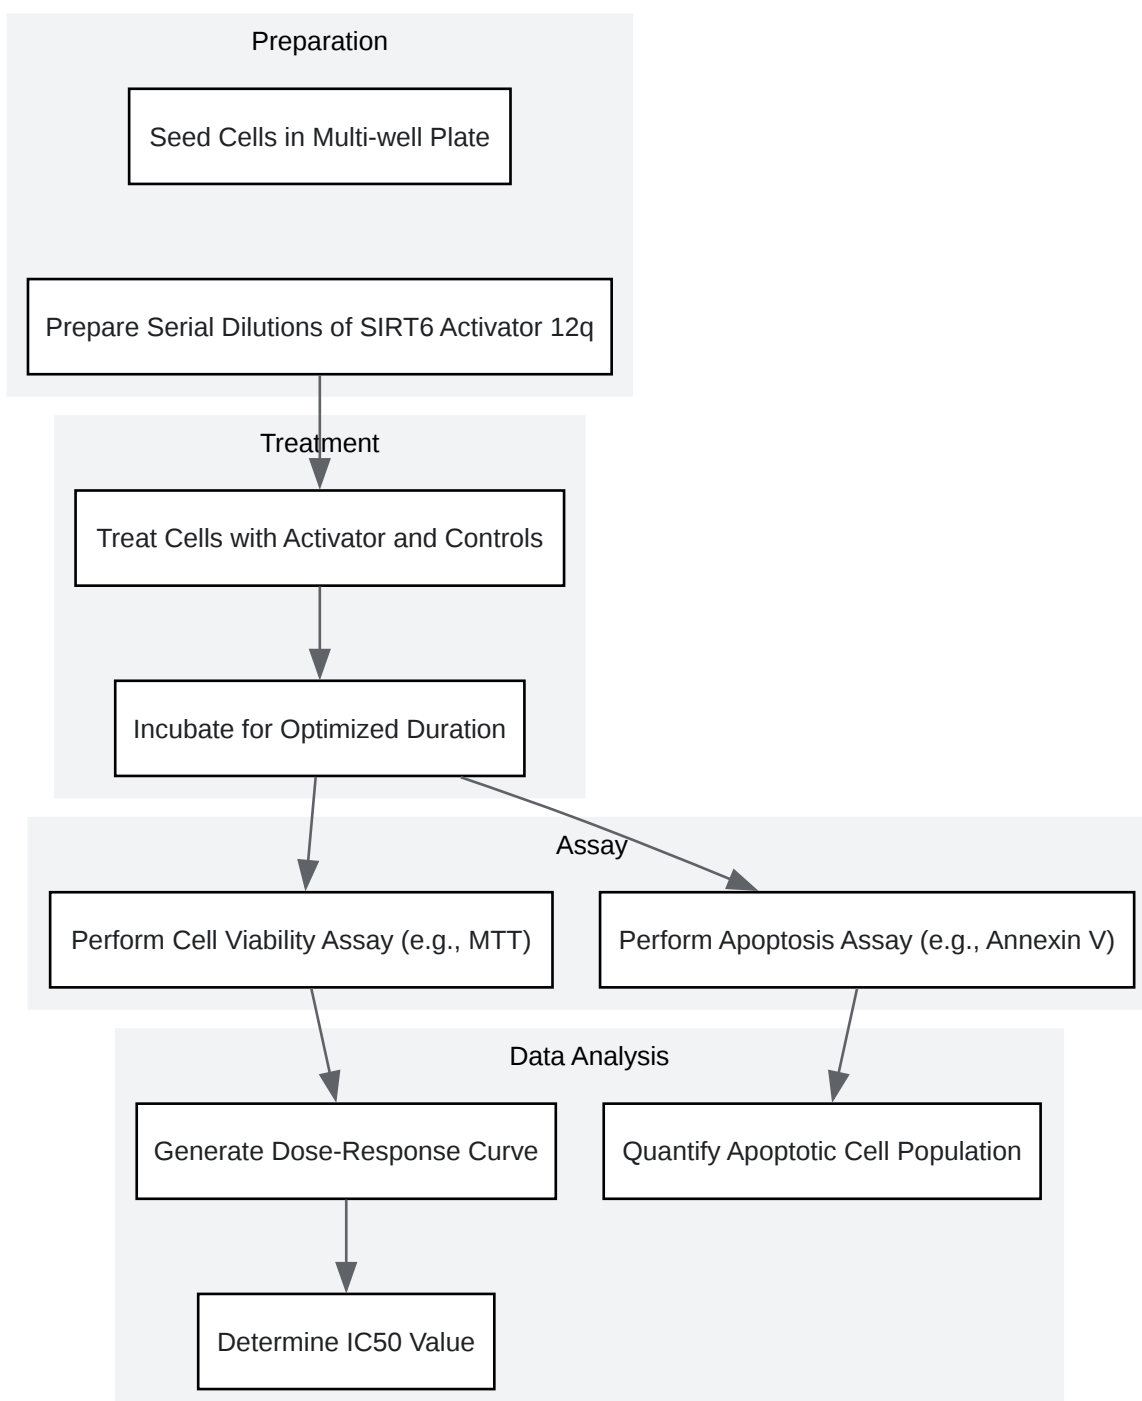 Preparation
Seed Cells in Multi-well Plate
Prepare Serial Dilutions of SIRT6 Activator 12q
Treatment
Treat Cells with Activator and Controls
Incubate for Optimized Duration
Assay
Perform Cell Viability Assay (e.g., MTT)
Perform Apoptosis Assay (e.g., Annexin V)
Data Analysis
Generate Dose-Response Curve
Quantify Apoptotic Cell Population
Determine IC50 Value